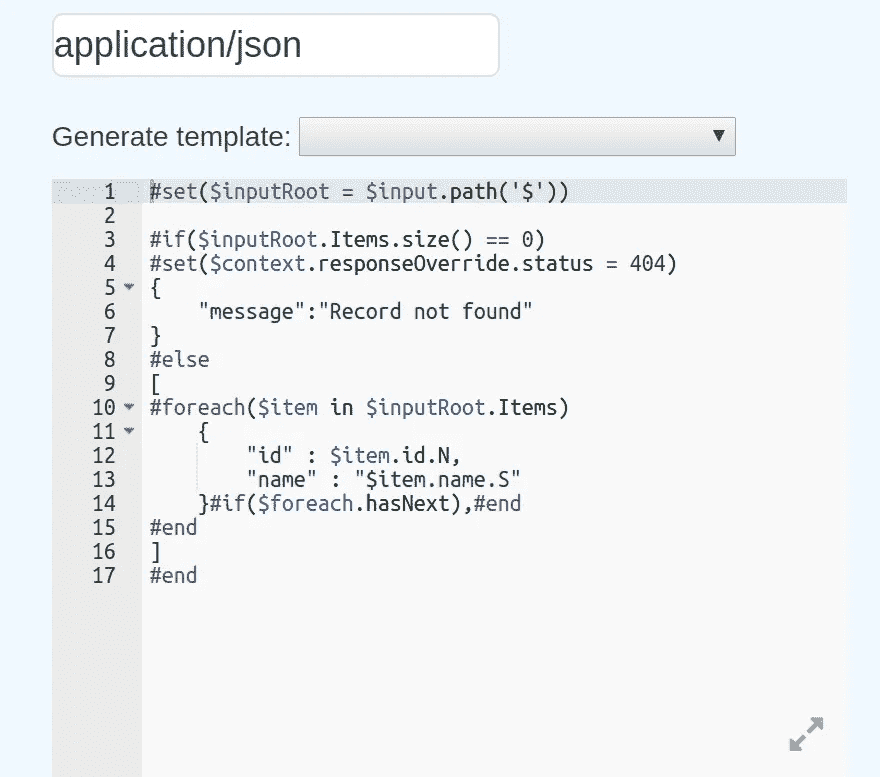 application/json
Generate template:
1 #set($inputRoot = $input.path('$'))
2
3 #if($inputRoot.Items.size() == 0)
4 #set($context.responseOverride.status = 404)
5 {
6     "message":"Record not found"
7 }
8 #else
9 [
10 #foreach($item in $inputRoot.Items)
11     {
12         "id" : $item.id.N,
13         "name" : "$item.name.S"
14     }#if($foreach.hasNext),#end
15 #end
16 ]
17 #end